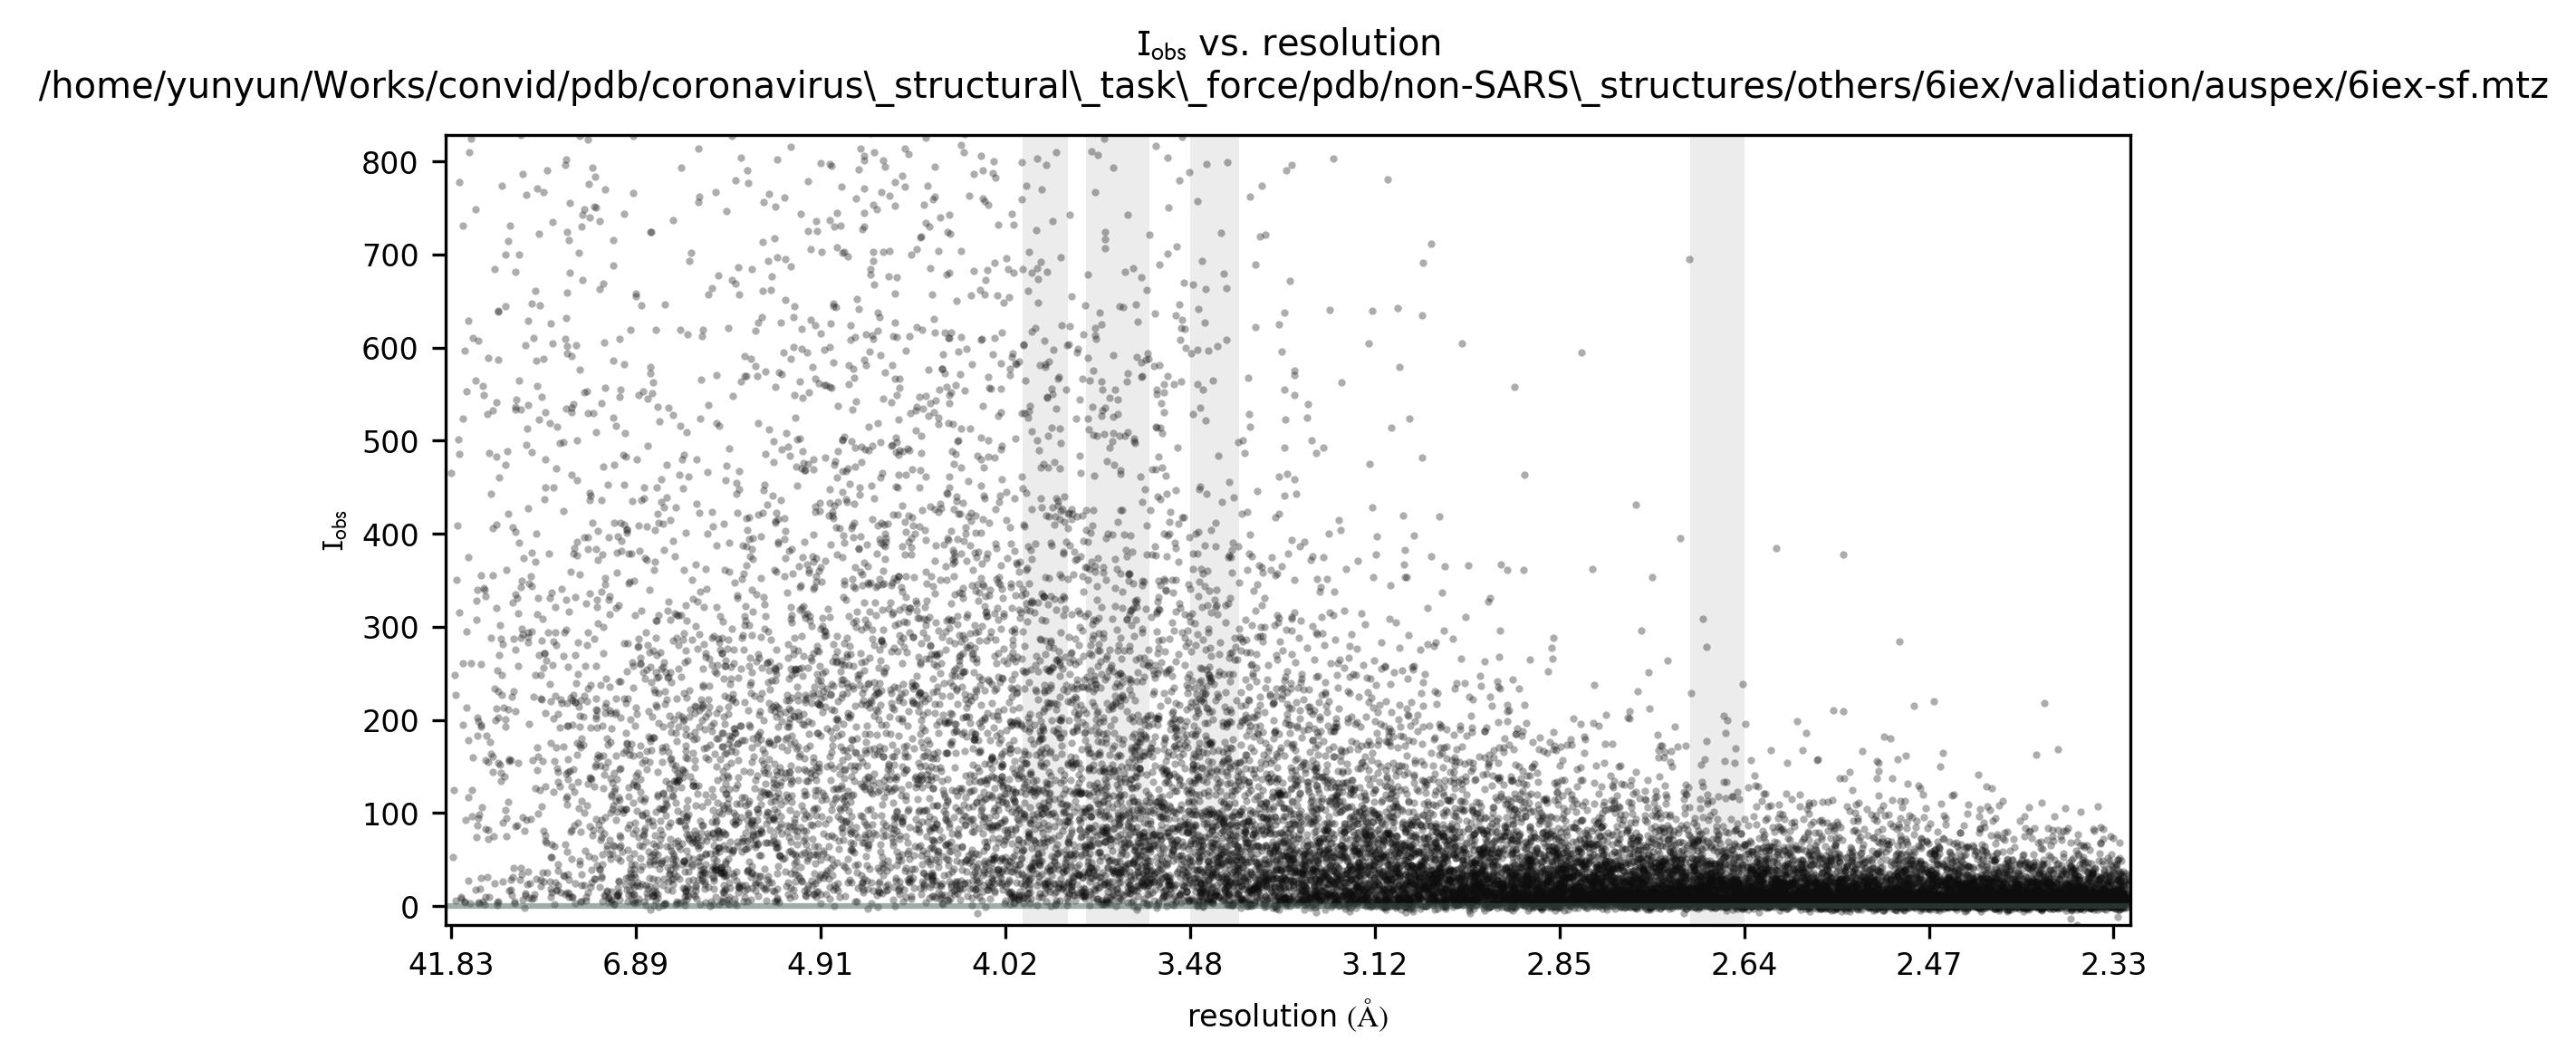 Iobs vs. resolution
/home/yunyun/Works/convid/pdb/coronavirus\_structural\_task\_force/pdb/non-SARS\_structures/others/6iex/validation/auspex/6iex-sf.mtz
800
700
600
500
400
300
200
100
0
Iobs
41.83 6.89 4.91 4.02 3.48 3.12 2.85 2.64 2.47 2.33
resolution (Å)